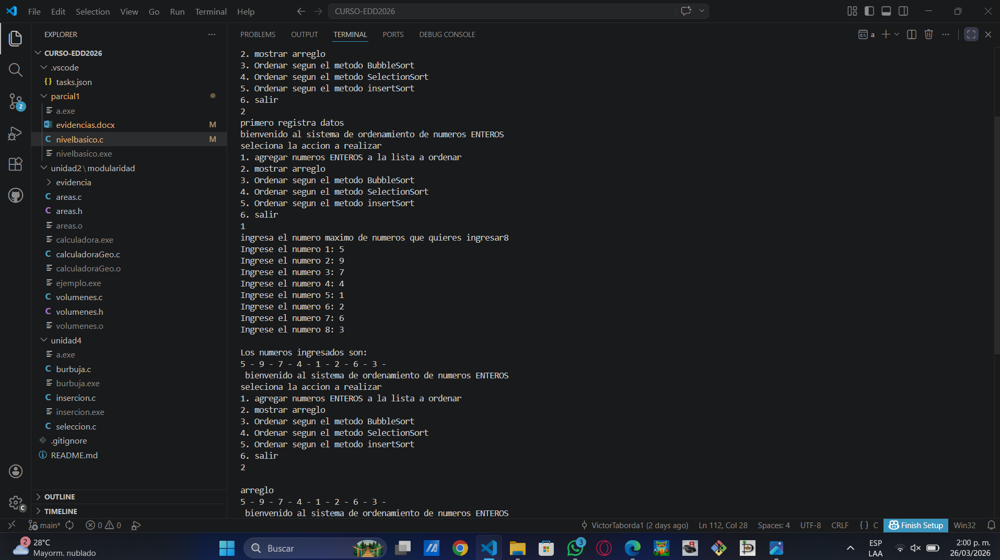 File Edit Selection View Go Run Terminal Help
CURSO-EDD2026
EXPLORER
CURSO-EDD2026
.vscode
{} tasks.json
parcial1
a.exe
evidencias.docx M
C nivelbasico.c M
nivelbasico.exe
unidad2\modularidad
evidencia
C areas.c
C areas.h
areas.o
calculadora.exe
C calculadoraGeo.c
calculadoraGeo.o
ejemplo.exe
C volumenes.c
C volumenes.h
volumenes.o
unidad4
a.exe
C burbuja.c
burbuja.exe
C insercion.c
insercion.exe
C seleccion.c
.gitignore
README.md
OUTLINE
TIMELINE
2
C
PROBLEMS OUTPUT TERMINAL PORTS DEBUG CONSOLE
a
2. mostrar arreglo
3. Ordenar segun el metodo BubbleSort
4. Ordenar segun el metodo SelectionSort
5. Ordenar segun el metodo insertSort
6. salir
2
primero registra datos
bienvenido al sistema de ordenamiento de numeros ENTEROS
seleciona la accion a realizar
1. agregar numeros ENTEROS a la lista a ordenar
2. mostrar arreglo
3. Ordenar segun el metodo BubbleSort
4. Ordenar segun el metodo SelectionSort
5. Ordenar segun el metodo insertSort
6. salir
1
ingresa el numero maximo de numeros que quieres ingresar8
Ingrese el numero 1: 5
Ingrese el numero 2: 9
Ingrese el numero 3: 7
Ingrese el numero 4: 4
Ingrese el numero 5: 1
Ingrese el numero 6: 2
Ingrese el numero 7: 6
Ingrese el numero 8: 3
Los numeros ingresados son:
5 - 9 - 7 - 4 - 1 - 2 - 6 - 3 -
bienvenido al sistema de ordenamiento de numeros ENTEROS
seleciona la accion a realizar
1. agregar numeros ENTEROS a la lista a ordenar
2. mostrar arreglo
3. Ordenar segun el metodo BubbleSort
4. Ordenar segun el metodo SelectionSort
5. Ordenar segun el metodo insertSort
6. salir
2
arreglo
5 - 9 - 7 - 4 - 1 - 2 - 6 - 3 -
bienvenido al sistema de ordenamiento de numeros ENTEROS
main* 0 0
VictorTaborda1 (2 days ago) Ln 112, Col 28 Spaces: 4 UTF-8 CRLF {} C Finish Setup Win32
2
28°C
Mayorm. nublado
Buscar
3
ESP
LAA
2:00 p. m.
26/03/2026